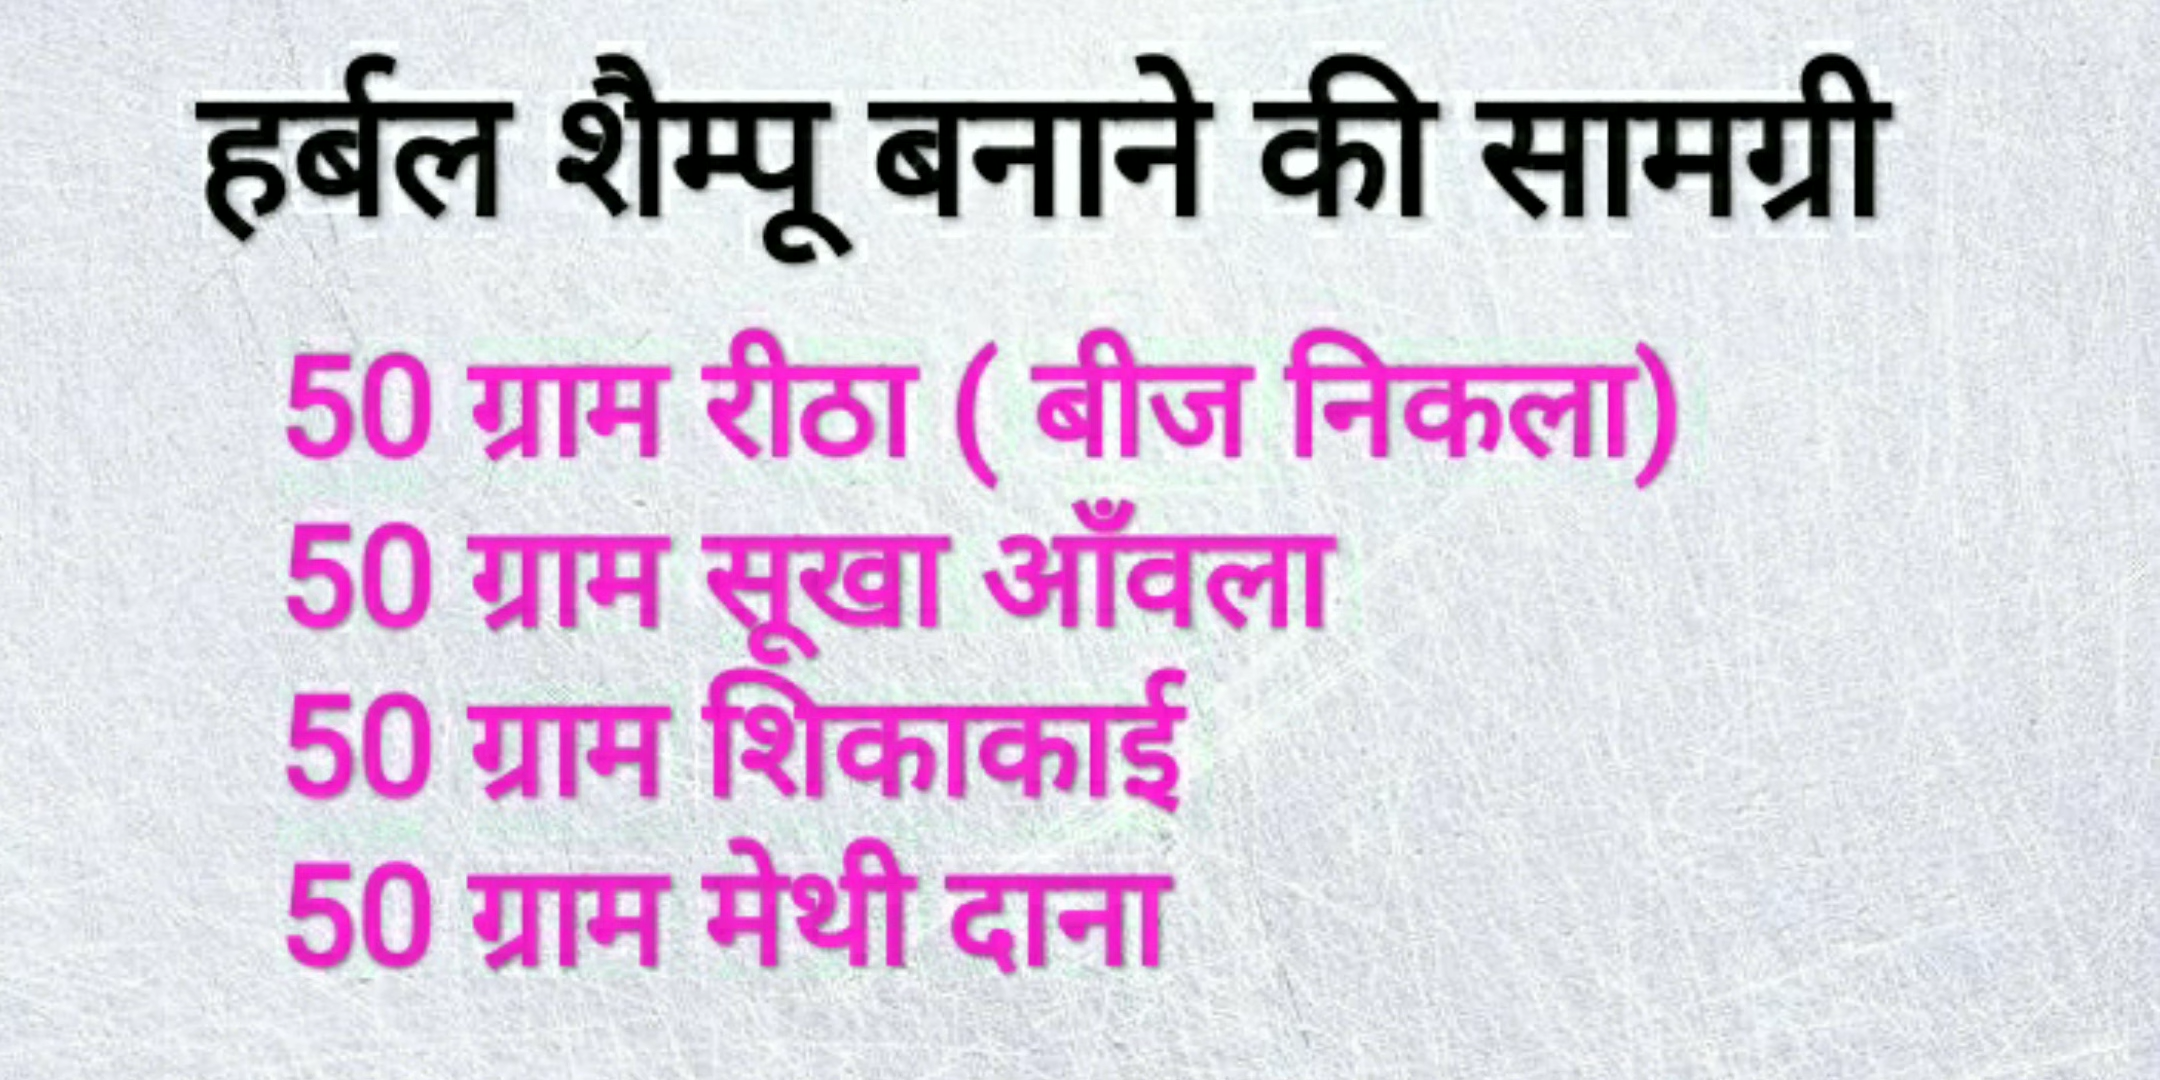 हर्बल शैम्पू बनाने की सामग्री
50 ग्राम रीठा ( बीज निकला)
50 ग्राम सूखा आँवला
50 ग्राम शिकाकाई
50 ग्राम मेथी दाना